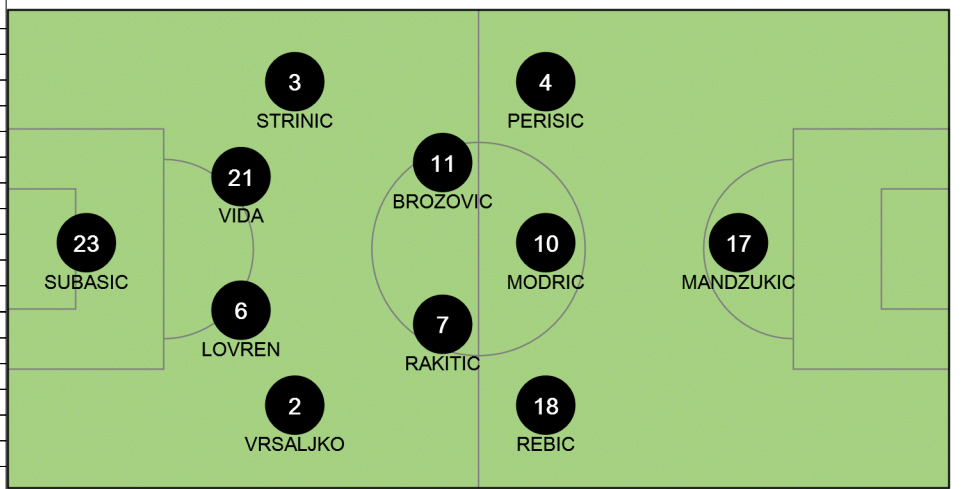 3
STRINIC
4
PERISIC
11
BROZOVIC
21
VIDA
23
SUBASIC
10
MODRIC
17
MANDZUKIC
6
LOVREN
7
RAKITIC
2
VRSALJKO
18
REBIC